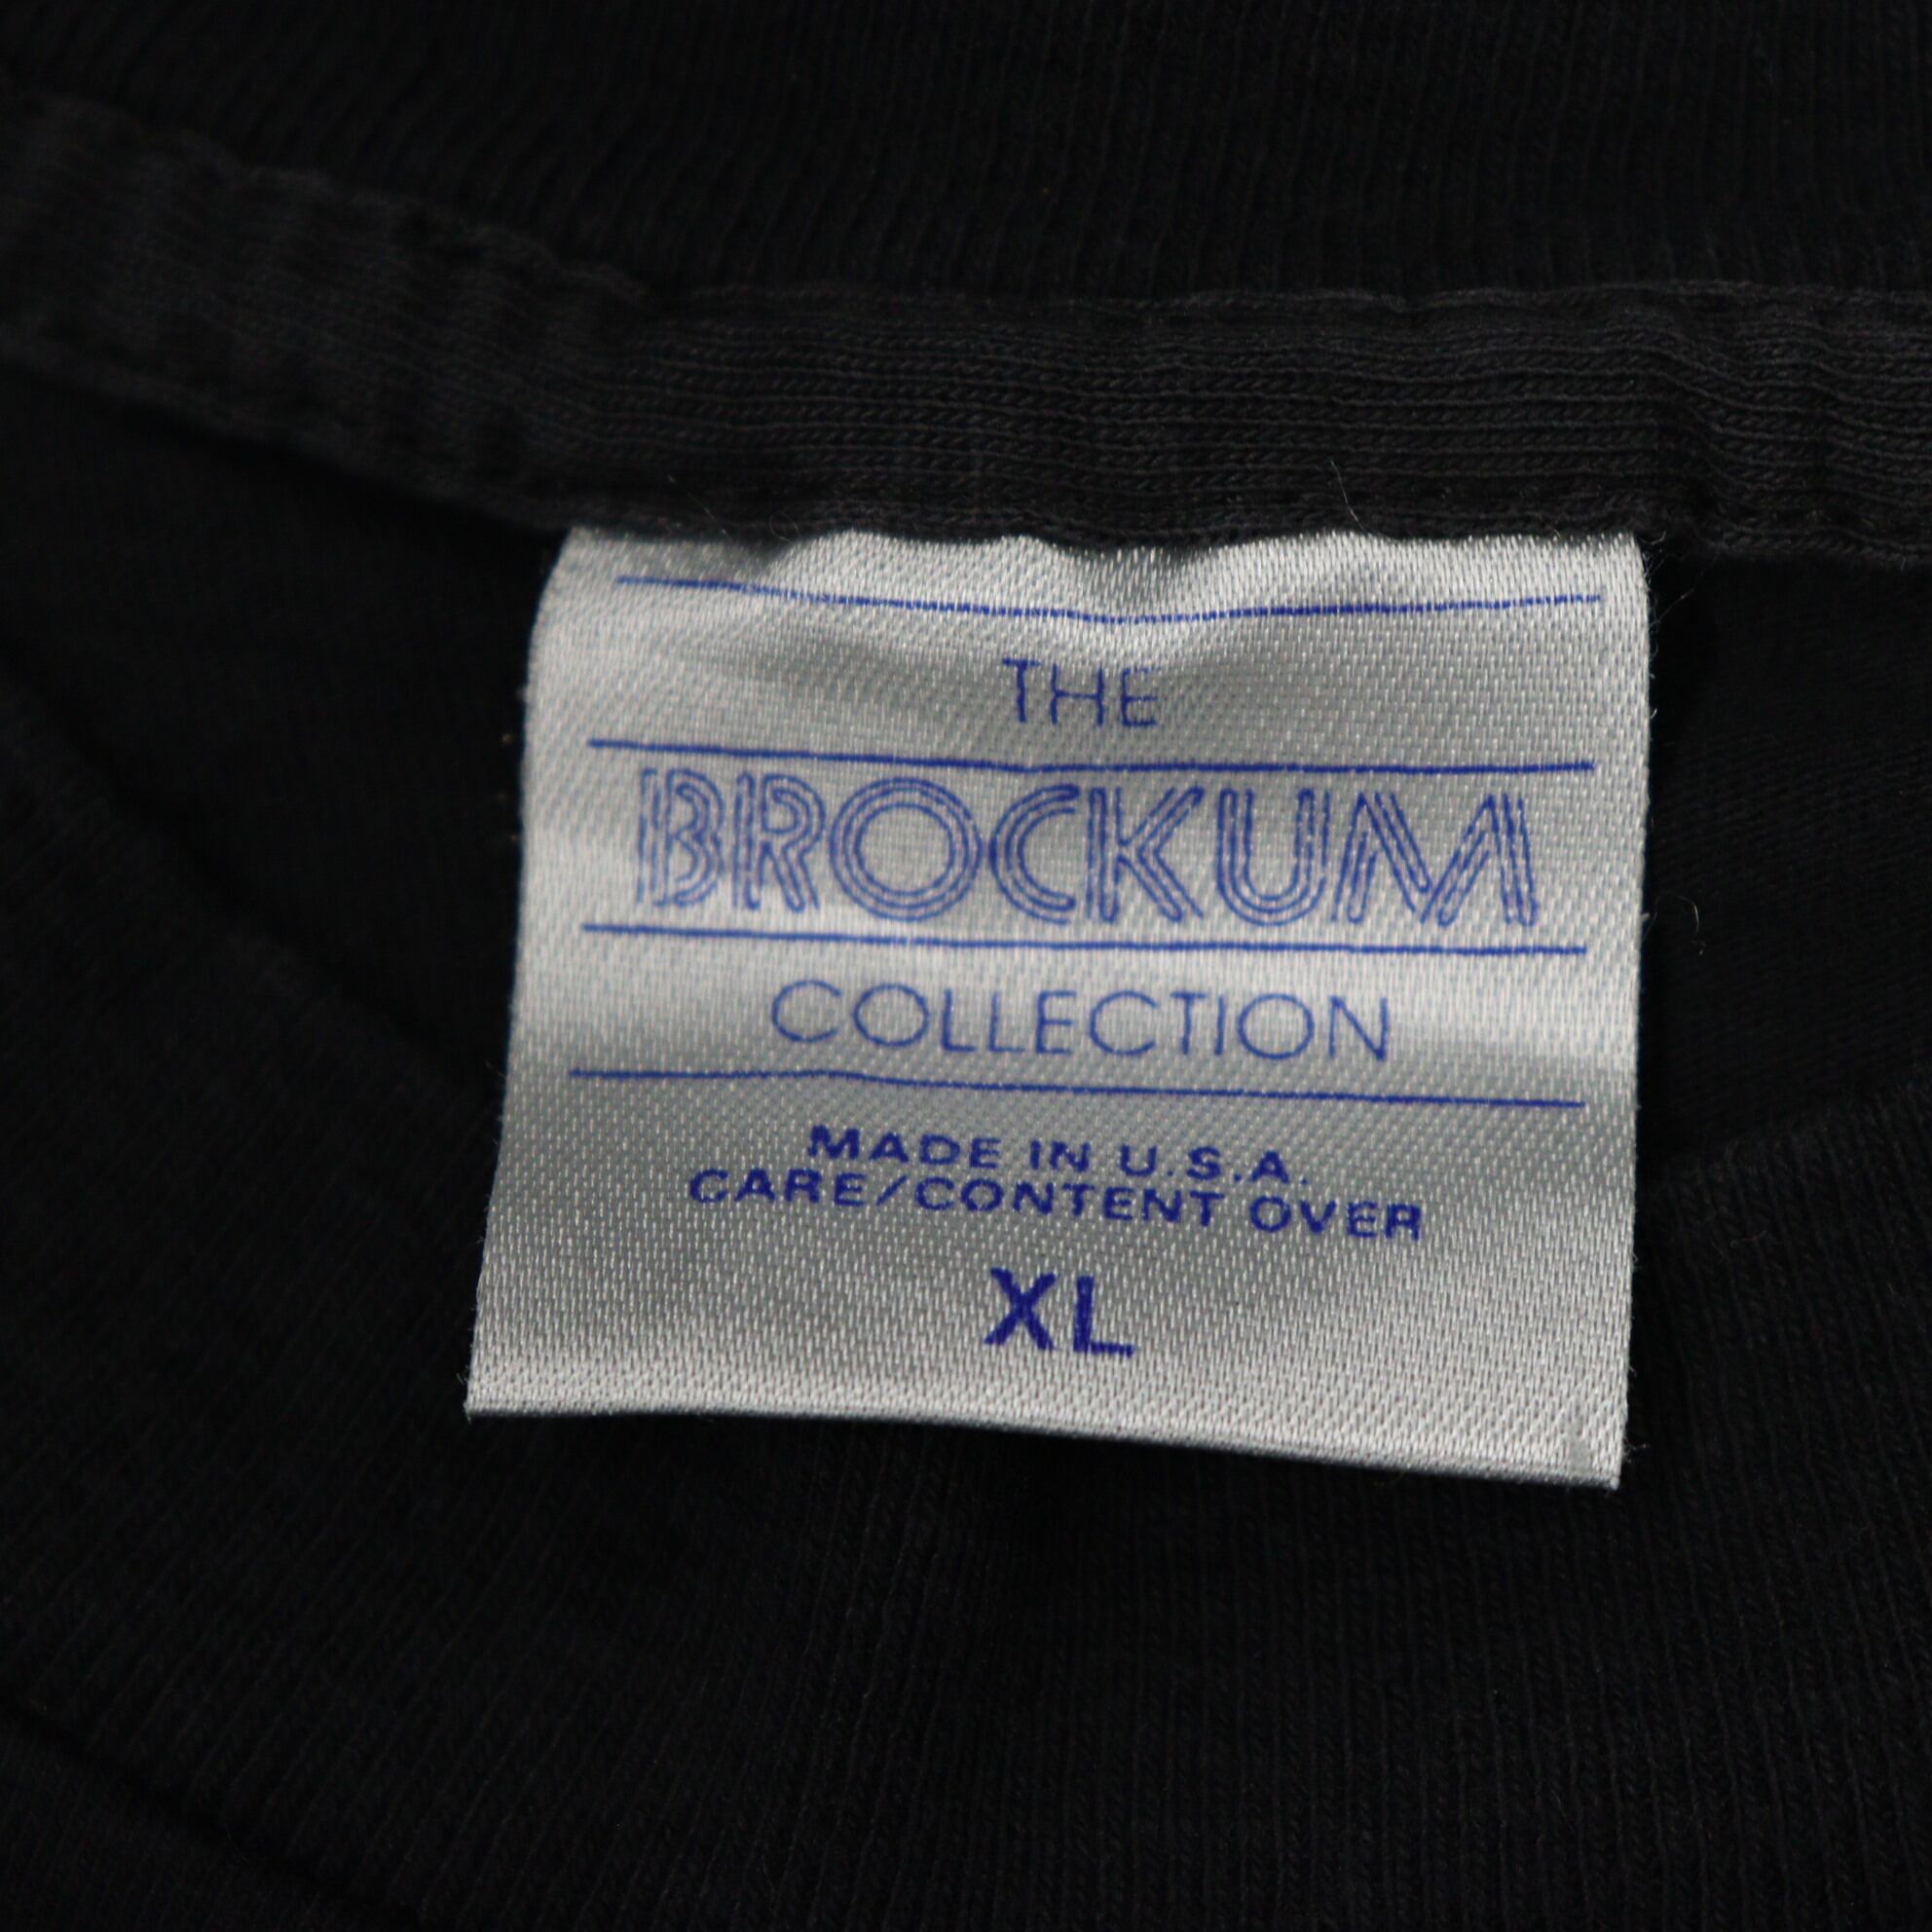 THE
BROCKUM
COLLECTION
MADE IN U.S.A.
CARE/CONTENT OVER
XL